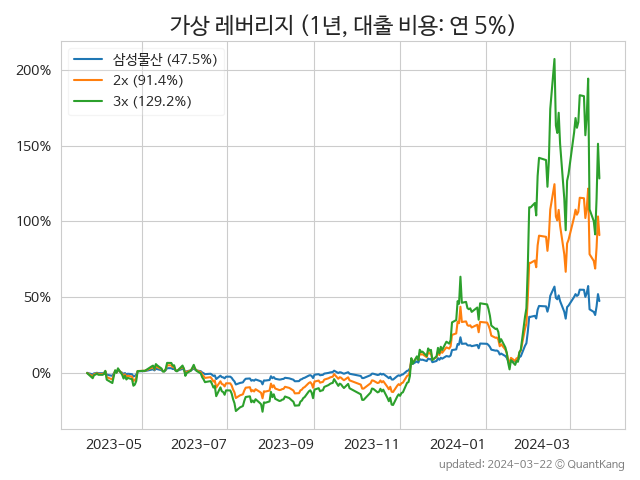 가상 레버리지 (1년, 대출 비용: 연 5%)
삼성물산 (47.5%)
2x (91.4%)
3x (129.2%)
200%
150%
100%
50%
0%
2023-05 2023-07 2023-09 2023-11 2024-01 2024-03
updated: 2024-03-22 © QuantKang